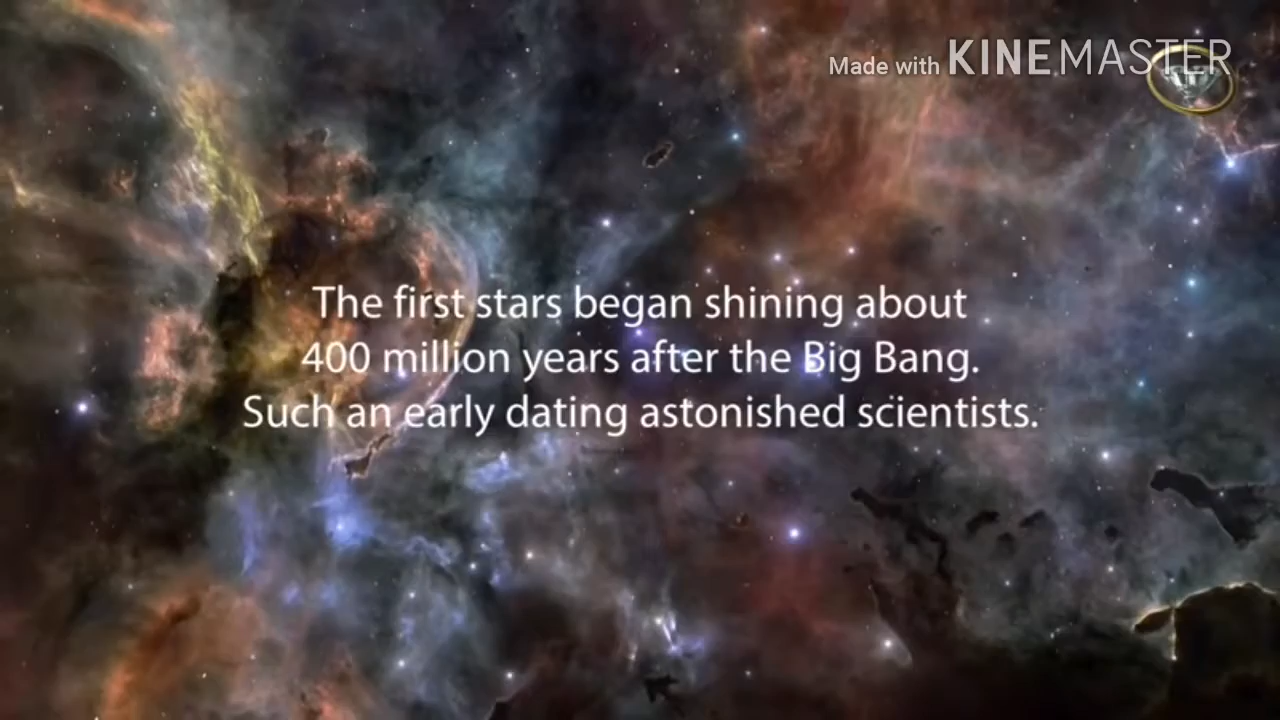 Made with KINEMASTER
The first stars began shining about
400 million years after the Big Bang.
Such an early dating astonished scientists.